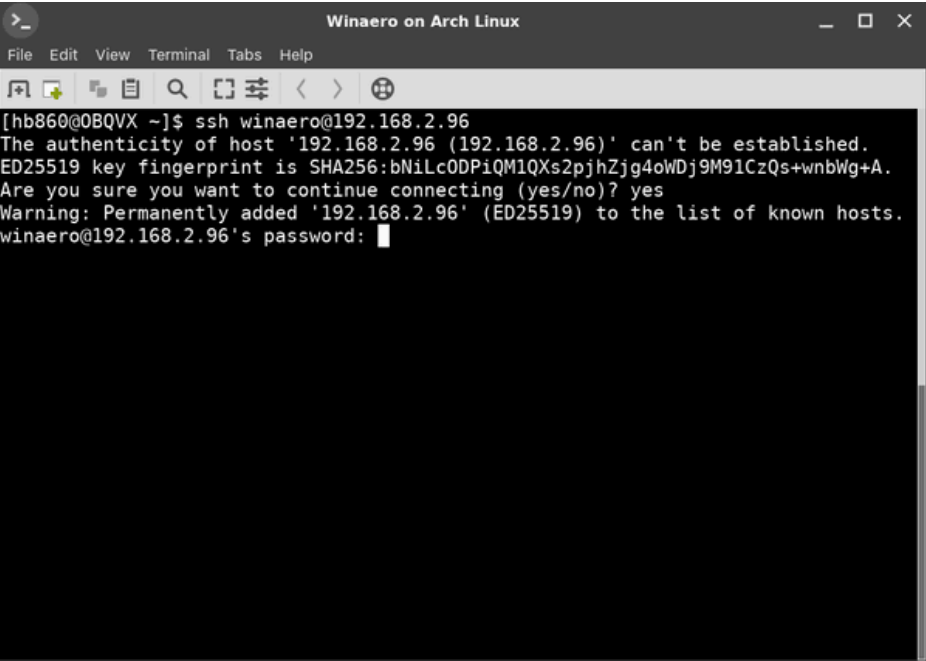 Winaero on Arch Linux
File Edit View Terminal Tabs Help
[hb860@OBQVX ~]$ ssh winaero@192.168.2.96
The authenticity of host '192.168.2.96 (192.168.2.96)' can't be established.
ED25519 key fingerprint is SHA256:bNiLcODPiQM1QXs2pjhZjg4oWDj9M91CzQs+wnbWg+A.
Are you sure you want to continue connecting (yes/no)? yes
Warning: Permanently added '192.168.2.96' (ED25519) to the list of known hosts.
winaero@192.168.2.96's password: